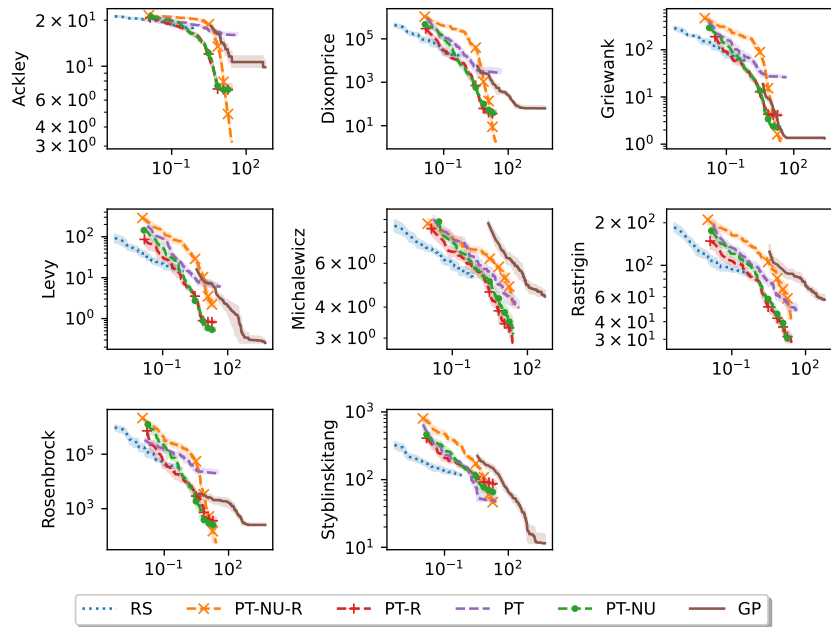 2 × 10¹
10¹
6 × 10⁰
4 × 10⁰
3 × 10⁰
Ackley
10⁻¹
10²
10⁵
10³
10¹
Dixonprice
10⁻¹
10²
10²
10¹
10⁰
Griewank
10⁻¹
10²
10²
10¹
10⁰
Levy
10⁻¹
10²
6 × 10⁰
4 × 10⁰
3 × 10⁰
Michalewicz
10⁻¹
10²
2 × 10²
10²
6 × 10¹
4 × 10¹
3 × 10¹
Rastrigin
10⁻¹
10²
10⁵
10³
Rosenbrock
10⁻¹
10²
10³
10²
10¹
Styblinskitang
10⁻¹
10²
RS PT-NU-R PT-R PT PT-NU GP